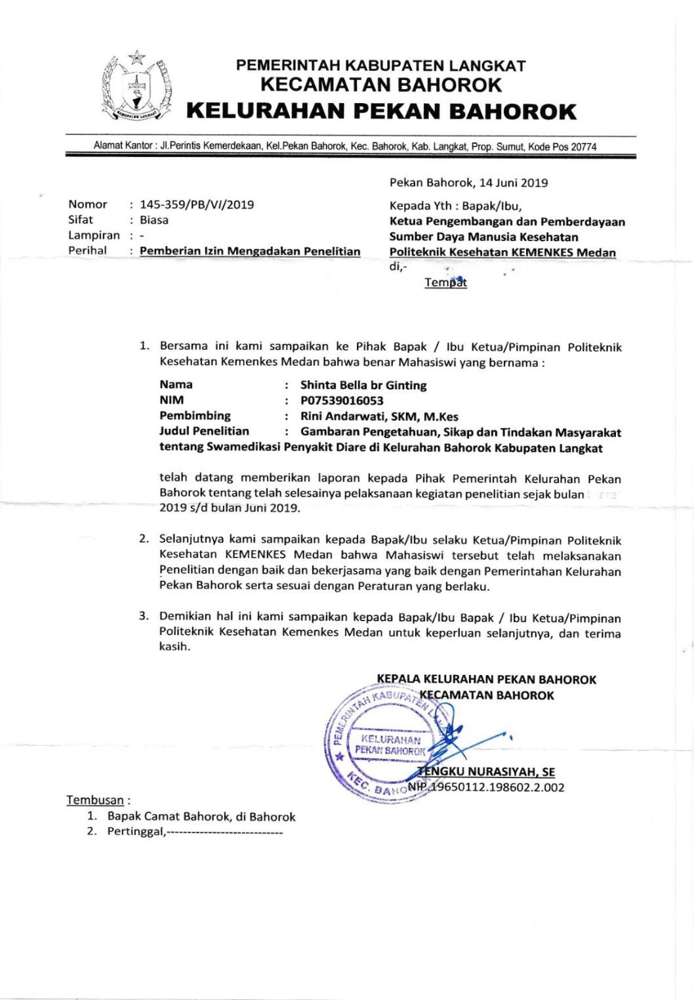 PEMERINTAH KABUPATEN LANGKAT
KECAMATAN BAHOROK
KELURAHAN PEKAN BAHOROK
KABUPATEN LANGKAT
Alamat Kantor : Jl.Perintis Kemerdekaan, Kel.Pekan Bahorok, Kec. Bahorok, Kab. Langkat, Prop. Sumut, Kode Pos 20774
Pekan Bahorok, 14 Juni 2019
Nomor : 145-359/PB/VI/2019
Sifat : Biasa
Lampiran : -
Perihal : Pemberian Izin Mengadakan Penelitian
Kepada Yth : Bapak/Ibu,
Ketua Pengembangan dan Pemberdayaan
Sumber Daya Manusia Kesehatan
Politeknik Kesehatan KEMENKES Medan
di,-
Tempat
1. Bersama ini kami sampaikan ke Pihak Bapak / Ibu Ketua/Pimpinan Politeknik
Kesehatan Kemenkes Medan bahwa benar Mahasiswi yang bernama :
Nama : Shinta Bella br Ginting
NIM : P07539016053
Pembimbing : Rini Andarwati, SKM, M.Kes
Judul Penelitian : Gambaran Pengetahuan, Sikap dan Tindakan Masyarakat
tentang Swamedikasi Penyakit Diare di Kelurahan Bahorok Kabupaten Langkat
telah datang memberikan laporan kepada Pihak Pemerintah Kelurahan Pekan
Bahorok tentang telah selesainya pelaksanaan kegiatan penelitian sejak bulan
2019 s/d bulan Juni 2019.
2. Selanjutnya kami sampaikan kepada Bapak/Ibu selaku Ketua/Pimpinan Politeknik
Kesehatan KEMENKES Medan bahwa Mahasiswi tersebut telah melaksanakan
Penelitian dengan baik dan bekerjasama yang baik dengan Pemerintahan Kelurahan
Pekan Bahorok serta sesuai dengan Peraturan yang berlaku.
3. Demikian hal ini kami sampaikan kepada Bapak/Ibu Bapak / Ibu Ketua/Pimpinan
Politeknik Kesehatan Kemenkes Medan untuk keperluan selanjutnya, dan terima
kasih.
KEPALA KELURAHAN PEKAN BAHOROK
KECAMATAN BAHOROK
PEMERINTAH KABUPATEN
KELURAHAN
PEKAN BAHOROK
KEC. BAHOROK
TENGKU NURASIYAH, SE
NIP.19650112.198602.2.002
Tembusan :
1. Bapak Camat Bahorok, di Bahorok
2. Pertinggal,----------------------------